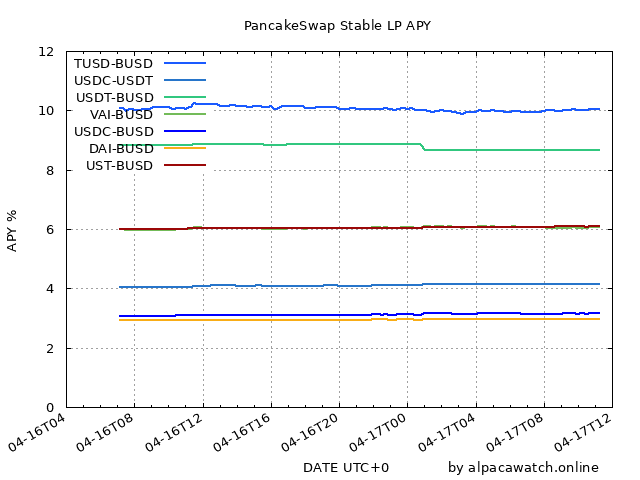 PancakeSwap Stable LP APY
12
10
8
6
4
2
0
APY %
TUSD-BUSD
USDC-USDT
USDT-BUSD
VAI-BUSD
USDC-BUSD
DAI-BUSD
UST-BUSD
04-16T04
04-16T08
04-16T12
04-16T16
04-16T20
04-17T00
04-17T04
04-17T08
04-17T12
DATE UTC+0
by alpacawatch.online